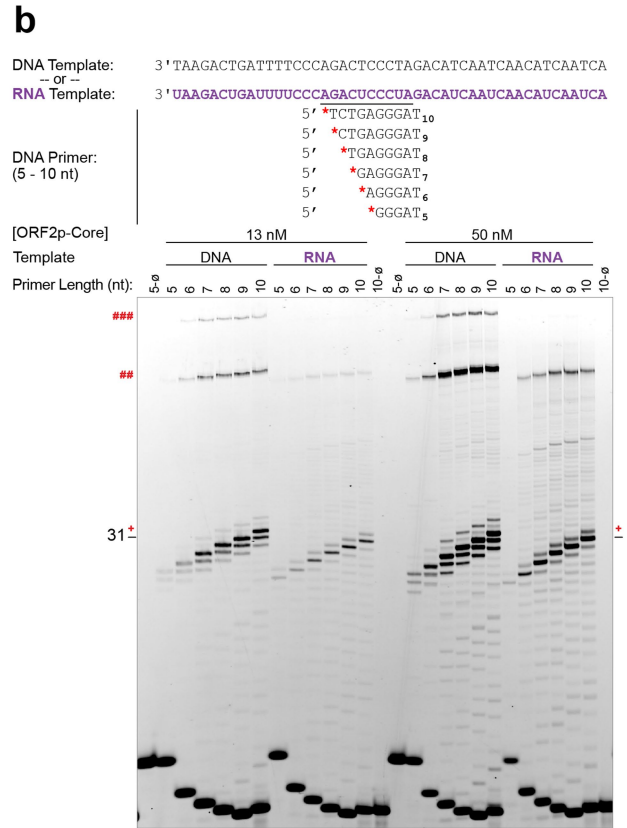 b
DNA Template: 3'TAAGACTGATTTTCCCAGACTCCCTAGACATCAATCAACATCAATCA
-- or --
RNA Template: 3'UAAGACUGAUUUUCCCAGACUCCCUAGACAUCAAUCAACAUCAAUCA
5' *TCTGAGGGAT10
5' *CTGAGGGAT9
DNA Primer: 5' *TGAGGGAT8
(5 - 10 nt) 5' *GAGGGAT7
5' *AGGGAT6
5' *GGGAT5
[ORF2p-Core] 13 nM 50 nM
Template DNA RNA DNA RNA
Primer Length (nt): 5-ø 5 6 7 8 9 10 5 6 7 8 9 10 10-ø 5-ø 5 6 7 8 9 10 5 6 7 8 9 10 10-ø
###
##
+ +
31